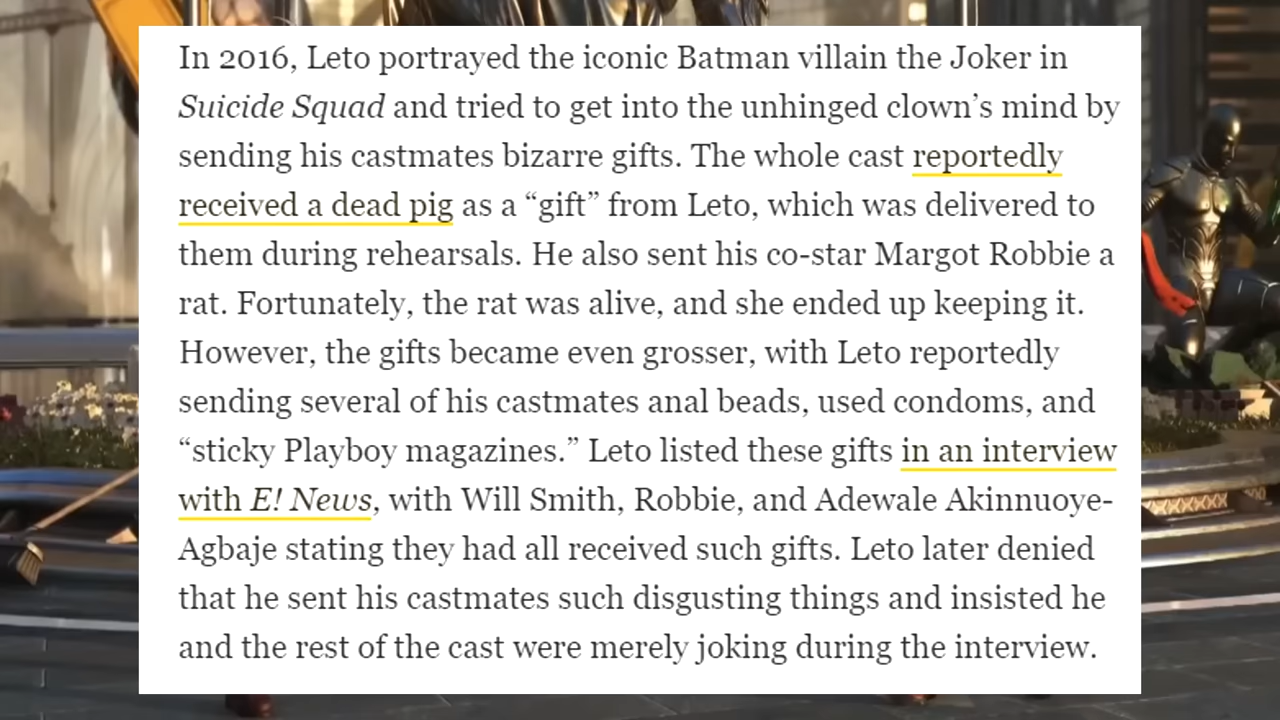 In 2016, Leto portrayed the iconic Batman villain the Joker in
Suicide Squad and tried to get into the unhinged clown’s mind by
sending his castmates bizarre gifts. The whole cast reportedly
received a dead pig as a “gift” from Leto, which was delivered to
them during rehearsals. He also sent his co-star Margot Robbie a
rat. Fortunately, the rat was alive, and she ended up keeping it.
However, the gifts became even grosser, with Leto reportedly
sending several of his castmates anal beads, used condoms, and
“sticky Playboy magazines.” Leto listed these gifts in an interview
with E! News, with Will Smith, Robbie, and Adewale Akinnuoye-
Agbaje stating they had all received such gifts. Leto later denied
that he sent his castmates such disgusting things and insisted he
and the rest of the cast were merely joking during the interview.